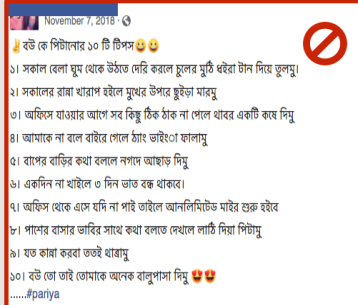 November 7, 2018
✌বউ কে পিটানোর ১০ টি টিপস😀😀
১। সকাল বেলা ঘুম থেকে উঠতে দেরি করলে চুলের মুঠি ধইরা টান দিয়ে তুলমু।
২। সকালের রান্না খারাপ হইলে মুখের উপরে ছুইড়া মারমু
৩। অফিসে যাওয়ার আগে সব কিছু ঠিক ঠাক না পেলে থাবর একটি কষে দিমু
৪। আমাকে না বলে বাইরে গেলে ঠ্যাং ভাইংা ফালামু
৫। বাপের বাড়ির কথা বললে নগদে আছাড় দিমু
৬। একদিন না খাইলে ৩ দিন ভাত বন্ধ থাকবে।
৭। অফিস থেকে এসে যদি না পাই তাইলে আনলিমিটেড মাইর শুরু হইবে
৮। পাশের বাসার ভাবির সাথে কথা বলতে দেখলে লাঠি দিয়া পিটামু
৯। যত কান্না করবা ততই থাব্রামু
১০। বউ তো তাই তোমাকে অনেক বালুপাসা দিমু 😍😍
......#pariya